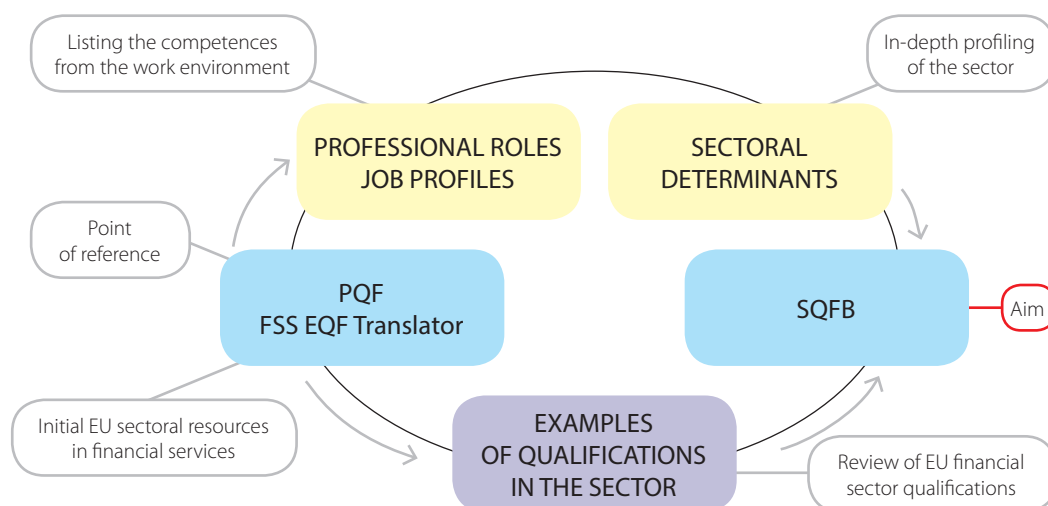 Listing the competences
from the work environment
In-depth profiling
of the sector
PROFESSIONAL ROLES
JOB PROFILES
SECTORAL
DETERMINANTS
Point
of reference
PQF
FSS EQF Translator
SQFB
Aim
Initial EU sectoral resources
in financial services
EXAMPLES
OF QUALIFICATIONS
IN THE SECTOR
Review of EU financial
sector qualifications